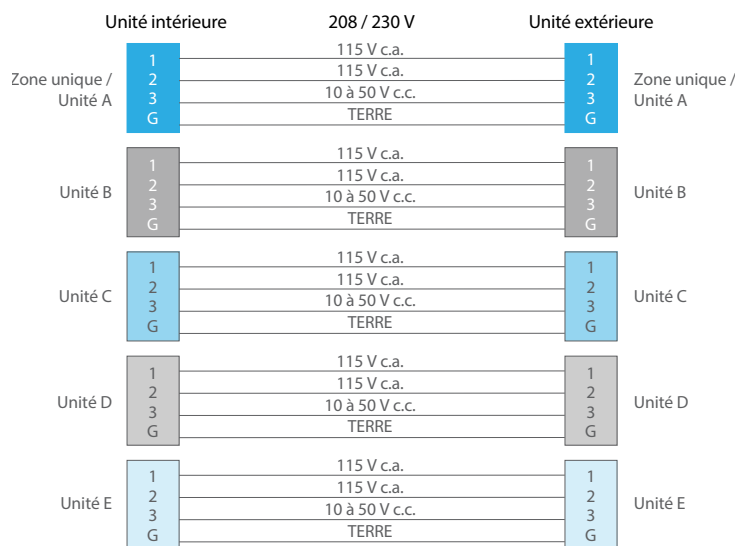 Unité intérieure 208 / 230 V Unité extérieure
Zone unique / Unité A
1
2
3
G
115 V c.a.
115 V c.a.
10 à 50 V c.c.
TERRE
1
2
3
G
Zone unique /
Unité A
Unité B
1
2
3
G
115 V c.a.
115 V c.a.
10 à 50 V c.c.
TERRE
1
2
3
G
Unité B
Unité C
1
2
3
G
115 V c.a.
115 V c.a.
10 à 50 V c.c.
TERRE
1
2
3
G
Unité C
Unité D
1
2
3
G
115 V c.a.
115 V c.a.
10 à 50 V c.c.
TERRE
1
2
3
G
Unité D
Unité E
1
2
3
G
115 V c.a.
115 V c.a.
10 à 50 V c.c.
TERRE
1
2
3
G
Unité E